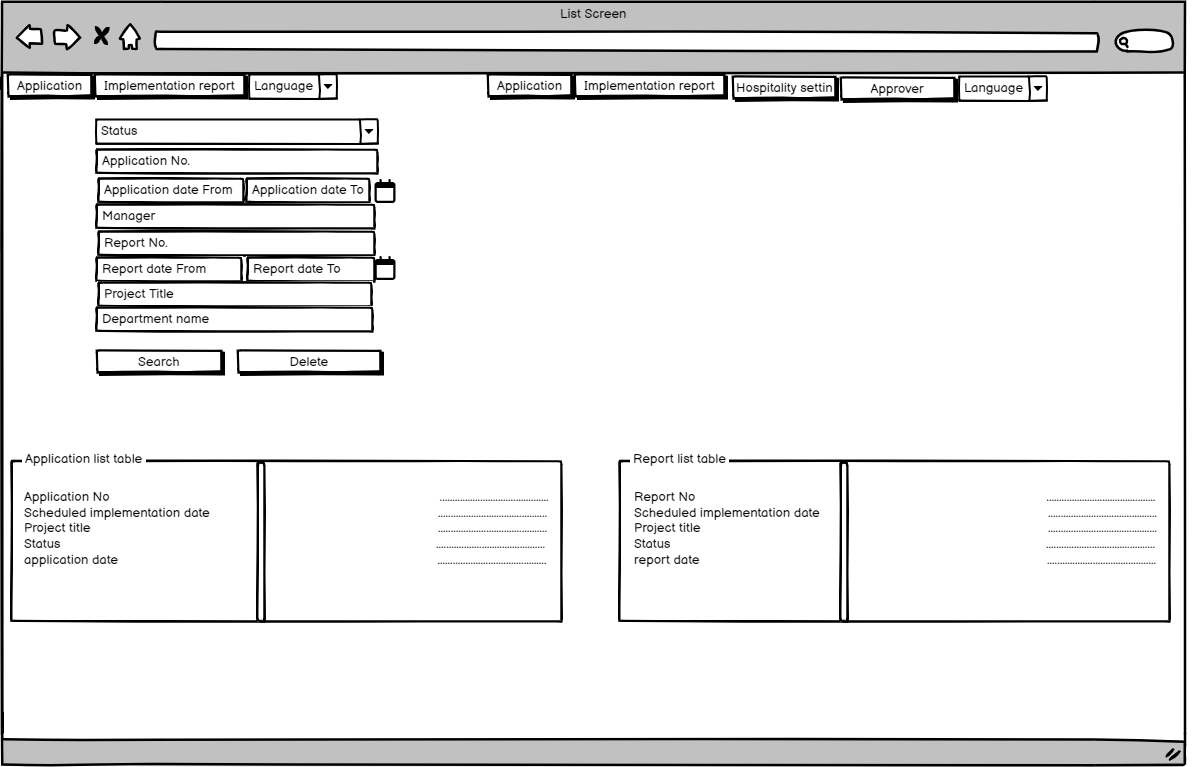 List Screen
Application Implementation report Language Application Implementation report Hospitality settin Approver Language
Status
Application No.
Application date From Application date To
Manager
Report No.
Report date From Report date To
Project Title
Department name
Search Delete
Application list table
Application No
Scheduled implementation date
Project title
Status
application date
Report list table
Report No
Scheduled implementation date
Project title
Status
report date